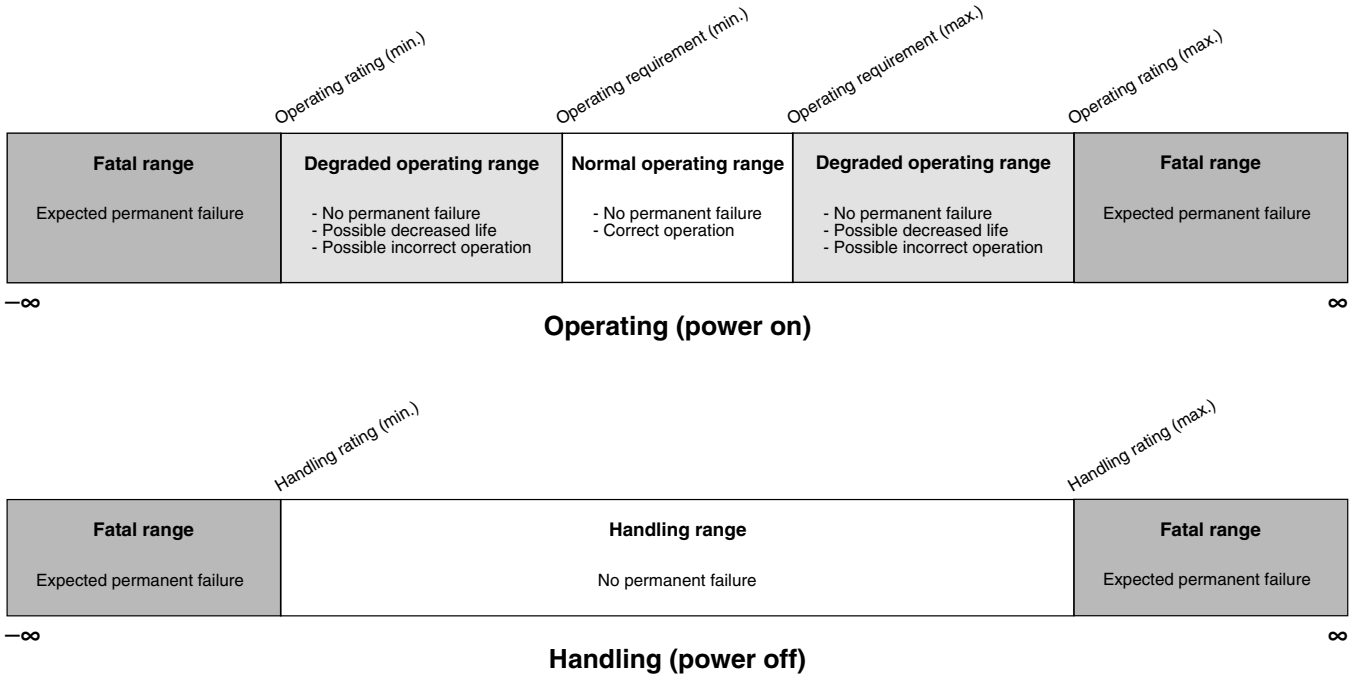 Operating rating (min.)
Operating requirement (min.)
Operating requirement (max.)
Operating rating (max.)
Fatal range
Expected permanent failure
Degraded operating range
- No permanent failure
- Possible decreased life
- Possible incorrect operation
Normal operating range
- No permanent failure
- Correct operation
Degraded operating range
- No permanent failure
- Possible decreased life
- Possible incorrect operation
Fatal range
Expected permanent failure
−∞
∞
Operating (power on)
Handling rating (min.)
Handling rating (max.)
Fatal range
Expected permanent failure
Handling range
No permanent failure
Fatal range
Expected permanent failure
−∞
∞
Handling (power off)